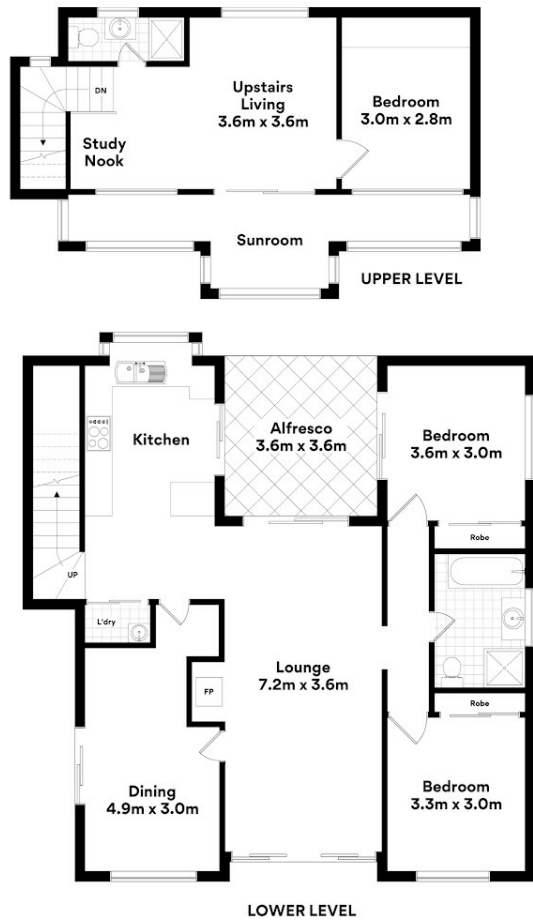 DN
Upstairs
Living
3.6m x 3.6m
Bedroom
3.0m x 2.8m
Study
Nook
Sunroom
UPPER LEVEL
Kitchen
Alfresco
3.6m x 3.6m
Bedroom
3.6m x 3.0m
Robe
UP
L'dry
FP
Lounge
7.2m x 3.6m
Robe
Dining
4.9m x 3.0m
Bedroom
3.3m x 3.0m
LOWER LEVEL